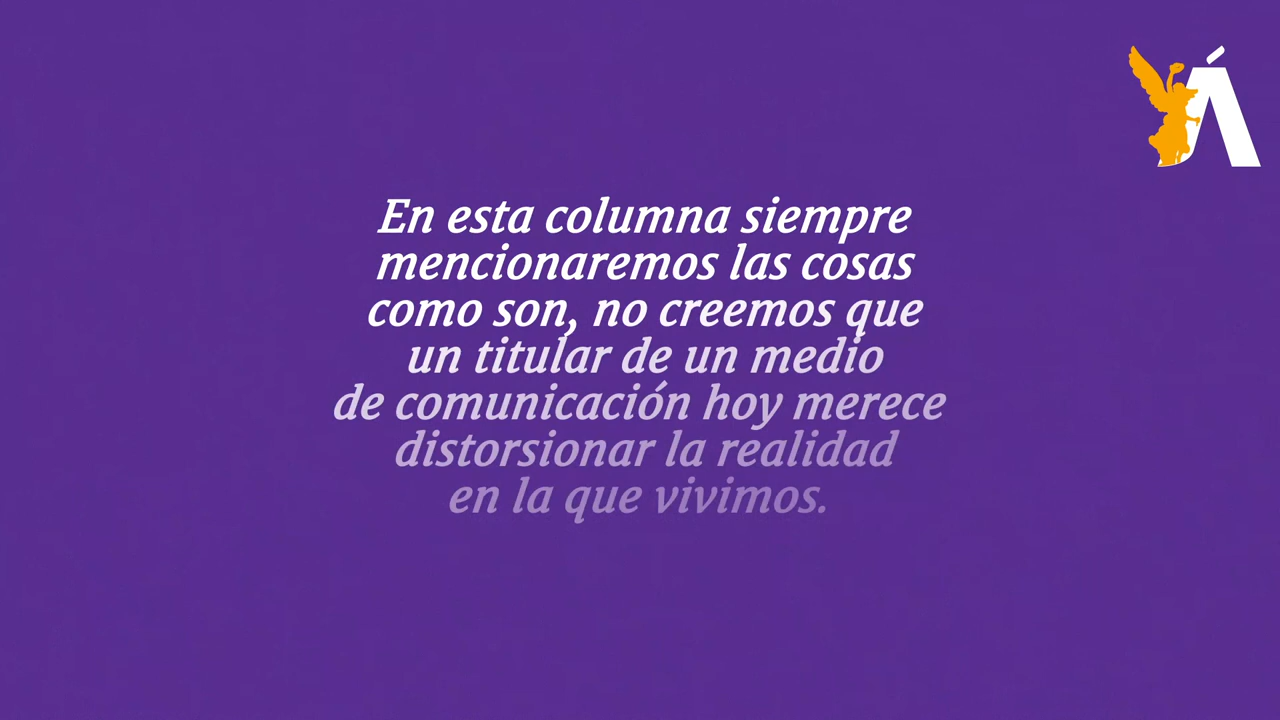 Á
En esta columna siempre
mencionaremos las cosas
como son, no creemos que
un titular de un medio
de comunicación hoy merece
distorsionar la realidad
en la que vivimos.